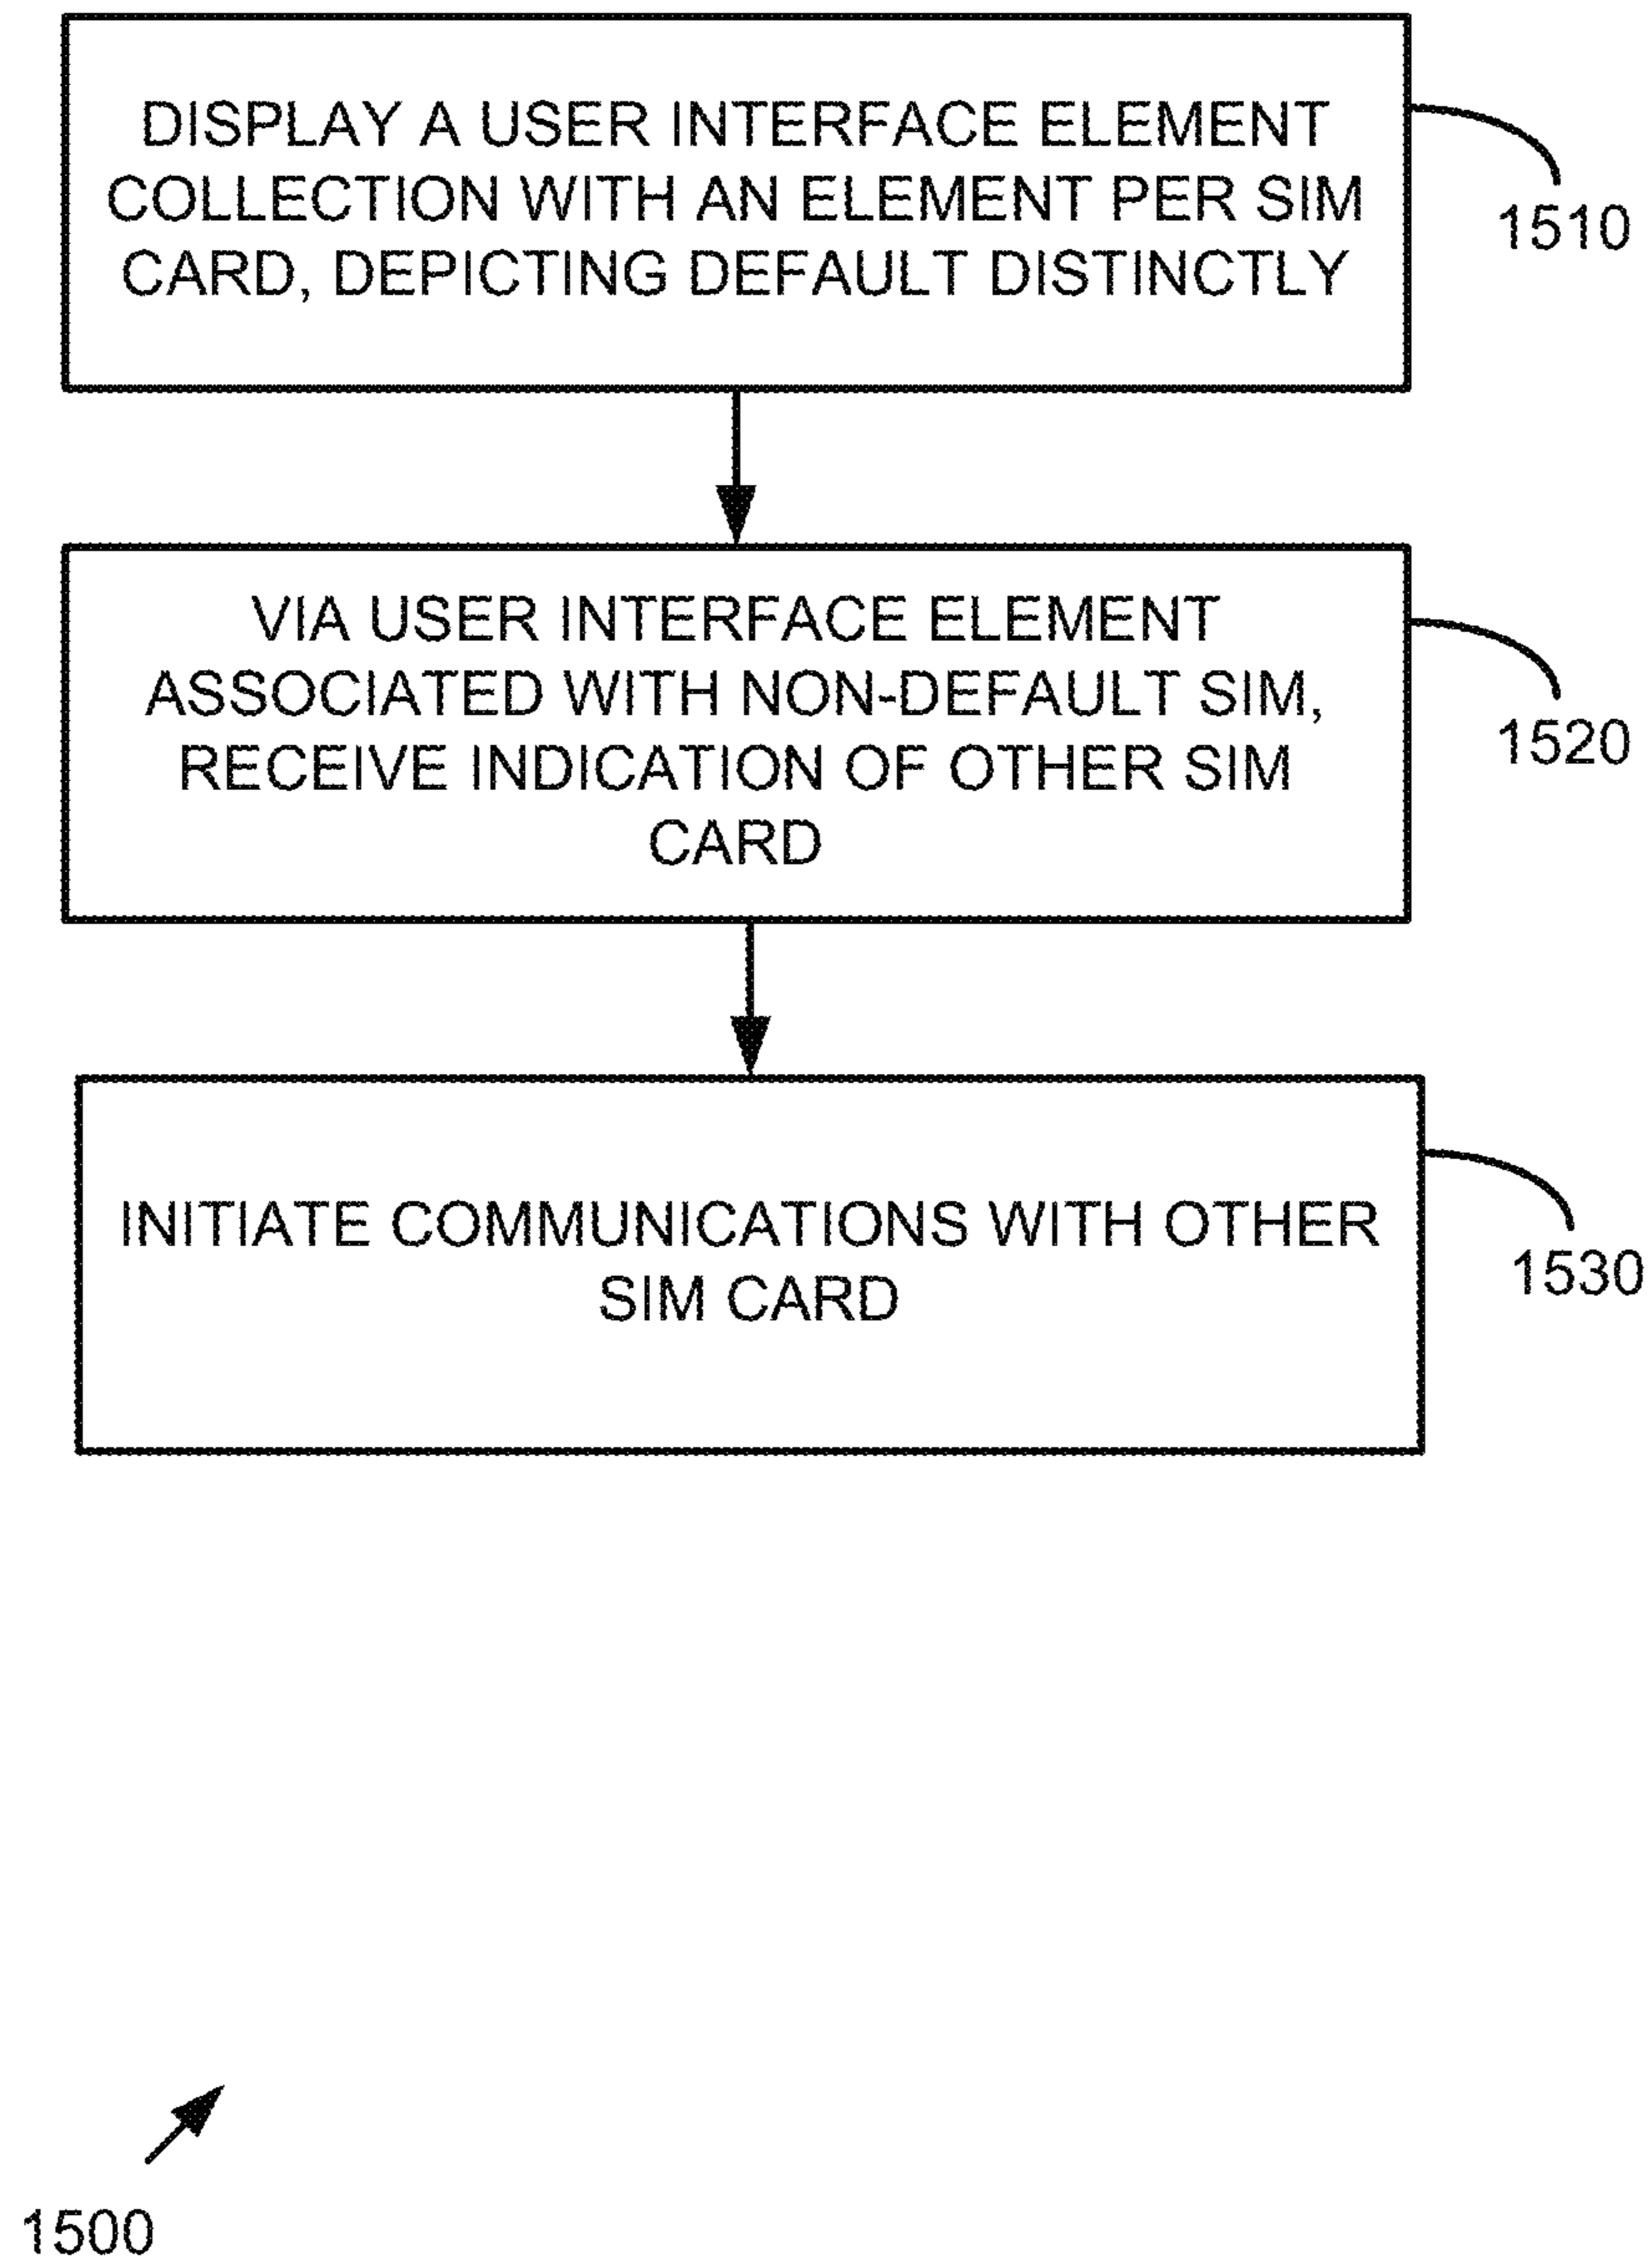 DISPLAY A USER INTERFACE ELEMENT
COLLECTION WITH AN ELEMENT PER SIM
CARD, DEPICTING DEFAULT DISTINCTLY
1510
VIA USER INTERFACE ELEMENT
ASSOCIATED WITH NON-DEFAULT SIM,
RECEIVE INDICATION OF OTHER SIM
CARD
1520
INITIATE COMMUNICATIONS WITH OTHER
SIM CARD
1530
1500